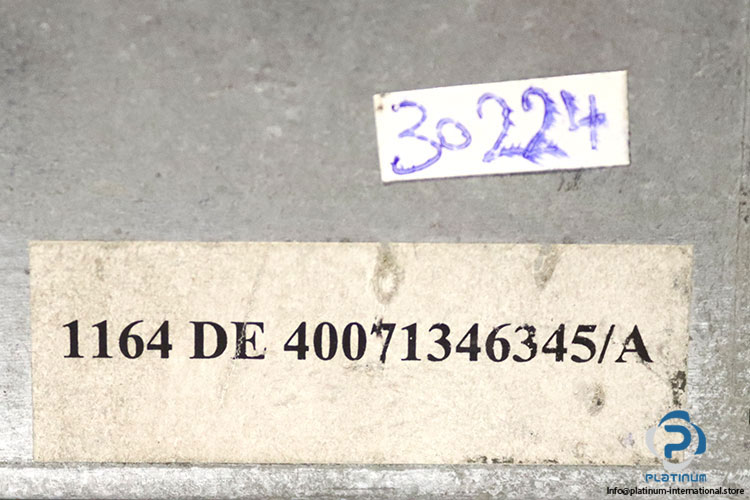 30224
1164 DE 40071346345/A
PLATINUM
Info@platinum-international.store